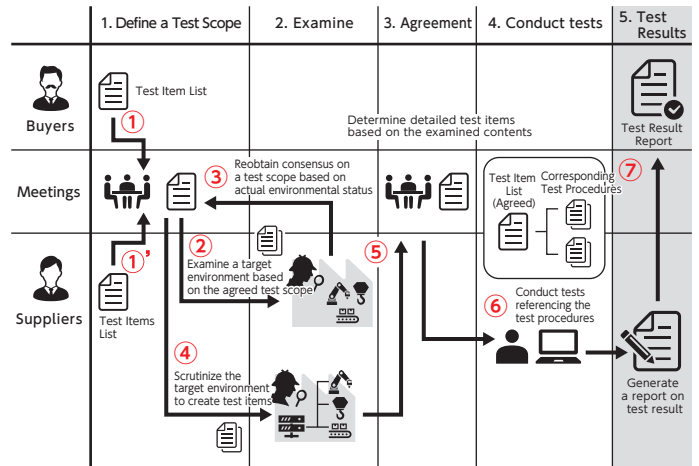 1. Define a Test Scope
2. Examine
3. Agreement
4. Conduct tests
5. Test
Results
Buyers
Test Item List
①
Determine detailed test items
based on the examined contents
Test Result
Report
Meetings
③
Reobtain consensus on
a test scope based on
actual environmental status
Test Item
List
(Agreed)
Corresponding
Test Procedures
⑦
Suppliers
①’
Test Items
List
②
Examine a target
environment based
on the agreed test scope
⑤
⑥
Conduct tests
referencing the
test procedures
④
Scrutinize the
target environment
to create test items
Generate
a report on
test result